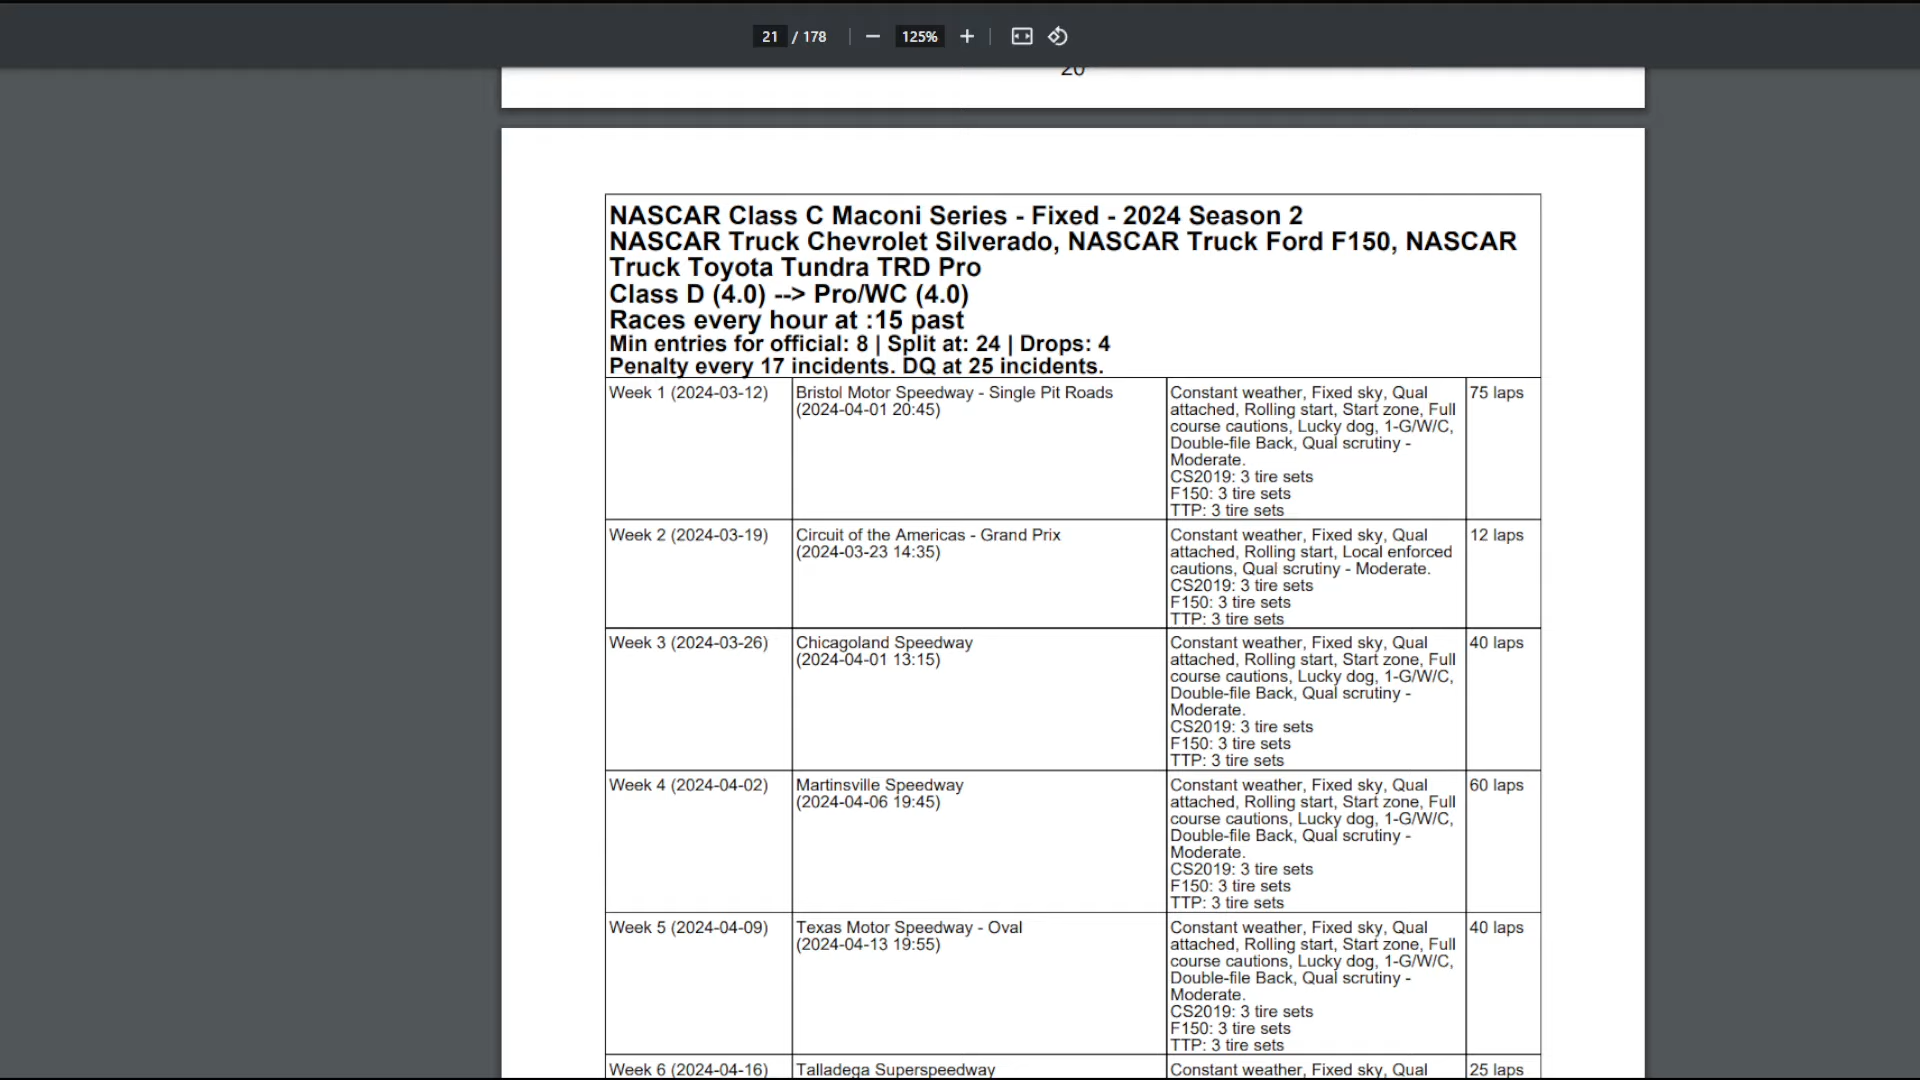 21 / 178 125%
20
NASCAR Class C Maconi Series - Fixed - 2024 Season 2
NASCAR Truck Chevrolet Silverado, NASCAR Truck Ford F150, NASCAR
Truck Toyota Tundra TRD Pro
Class D (4.0) --> Pro/WC (4.0)
Races every hour at :15 past
Min entries for official: 8 | Split at: 24 | Drops: 4
Penalty every 17 incidents. DQ at 25 incidents.
Week 1 (2024-03-12)
Bristol Motor Speedway - Single Pit Roads
(2024-04-01 20:45)
Constant weather, Fixed sky, Qual
attached, Rolling start, Start zone, Full
course cautions, Lucky dog, 1-G/W/C,
Double-file Back, Qual scrutiny -
Moderate.
CS2019: 3 tire sets
F150: 3 tire sets
TTP: 3 tire sets
75 laps
Week 2 (2024-03-19)
Circuit of the Americas - Grand Prix
(2024-03-23 14:35)
Constant weather, Fixed sky, Qual
attached, Rolling start, Local enforced
cautions, Qual scrutiny - Moderate.
CS2019: 3 tire sets
F150: 3 tire sets
TTP: 3 tire sets
12 laps
Week 3 (2024-03-26)
Chicagoland Speedway
(2024-04-01 13:15)
Constant weather, Fixed sky, Qual
attached, Rolling start, Start zone, Full
course cautions, Lucky dog, 1-G/W/C,
Double-file Back, Qual scrutiny -
Moderate.
CS2019: 3 tire sets
F150: 3 tire sets
TTP: 3 tire sets
40 laps
Week 4 (2024-04-02)
Martinsville Speedway
(2024-04-06 19:45)
Constant weather, Fixed sky, Qual
attached, Rolling start, Start zone, Full
course cautions, Lucky dog, 1-G/W/C,
Double-file Back, Qual scrutiny -
Moderate.
CS2019: 3 tire sets
F150: 3 tire sets
TTP: 3 tire sets
60 laps
Week 5 (2024-04-09)
Texas Motor Speedway - Oval
(2024-04-13 19:55)
Constant weather, Fixed sky, Qual
attached, Rolling start, Start zone, Full
course cautions, Lucky dog, 1-G/W/C,
Double-file Back, Qual scrutiny -
Moderate.
CS2019: 3 tire sets
F150: 3 tire sets
TTP: 3 tire sets
40 laps
Week 6 (2024-04-16)
Talladega Superspeedway
Constant weather, Fixed sky, Qual
25 laps